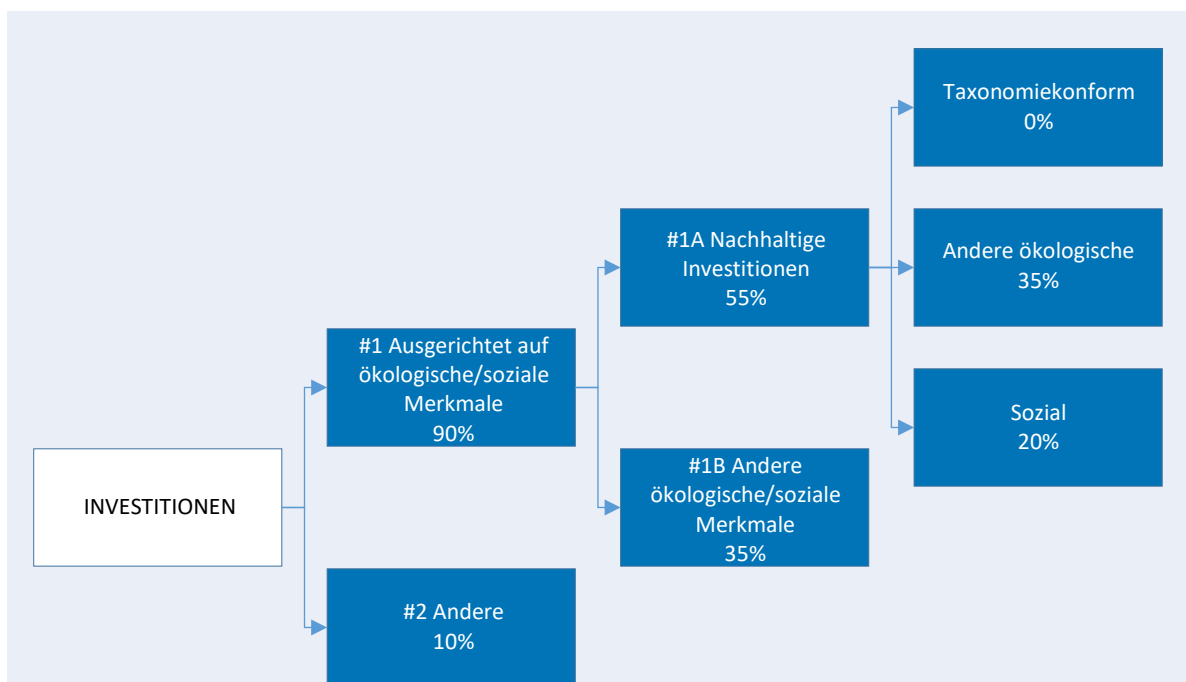 INVESTITIONEN
#1 Ausgerichtet auf
ökologische/soziale
Merkmale
90%
#2 Andere
10%
#1A Nachhaltige
Investitionen
55%
#1B Andere
ökologische/soziale
Merkmale
35%
Taxonomiekonform
0%
Andere ökologische
35%
Sozial
20%